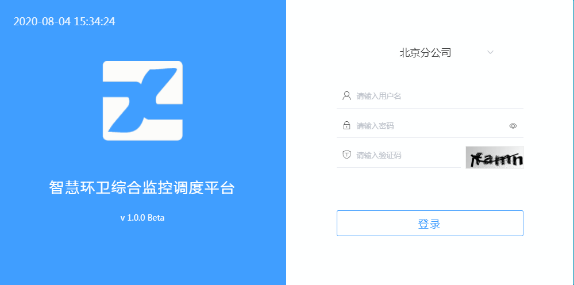 2020-08-04 15:34:24
智慧环卫综合监控调度平台
v 1.0.0 Beta
北京分公司
请输入用户名
请输入密码
请输入验证码
登录